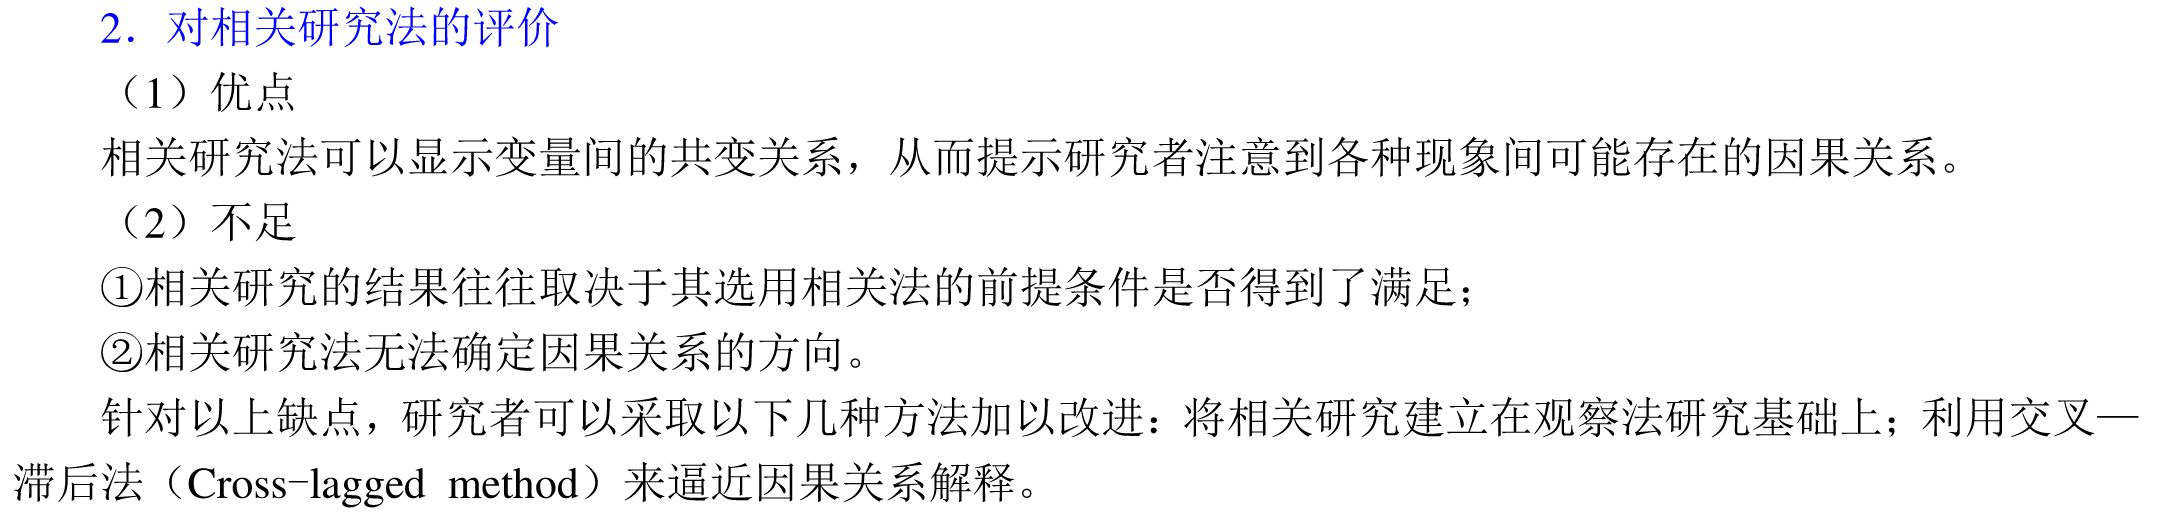 2．对相关研究法的评价
（1）优点
相关研究法可以显示变量间的共变关系，从而提示研究者注意到各种现象间可能存在的因果关系。
（2）不足
①相关研究的结果往往取决于其选用相关法的前提条件是否得到了满足；
②相关研究法无法确定因果关系的方向。
针对以上缺点，研究者可以采取以下几种方法加以改进：将相关研究建立在观察法研究基础上；利用交叉—
滞后法（Cross-lagged method）来逼近因果关系解释。